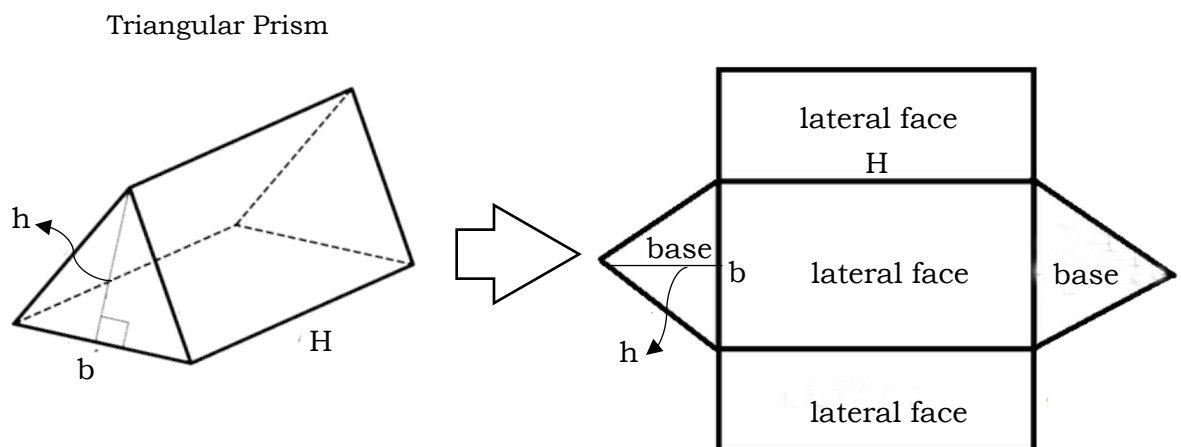 Triangular Prism
h
b
H
lateral face
H
base
b
lateral face
base
h
lateral face